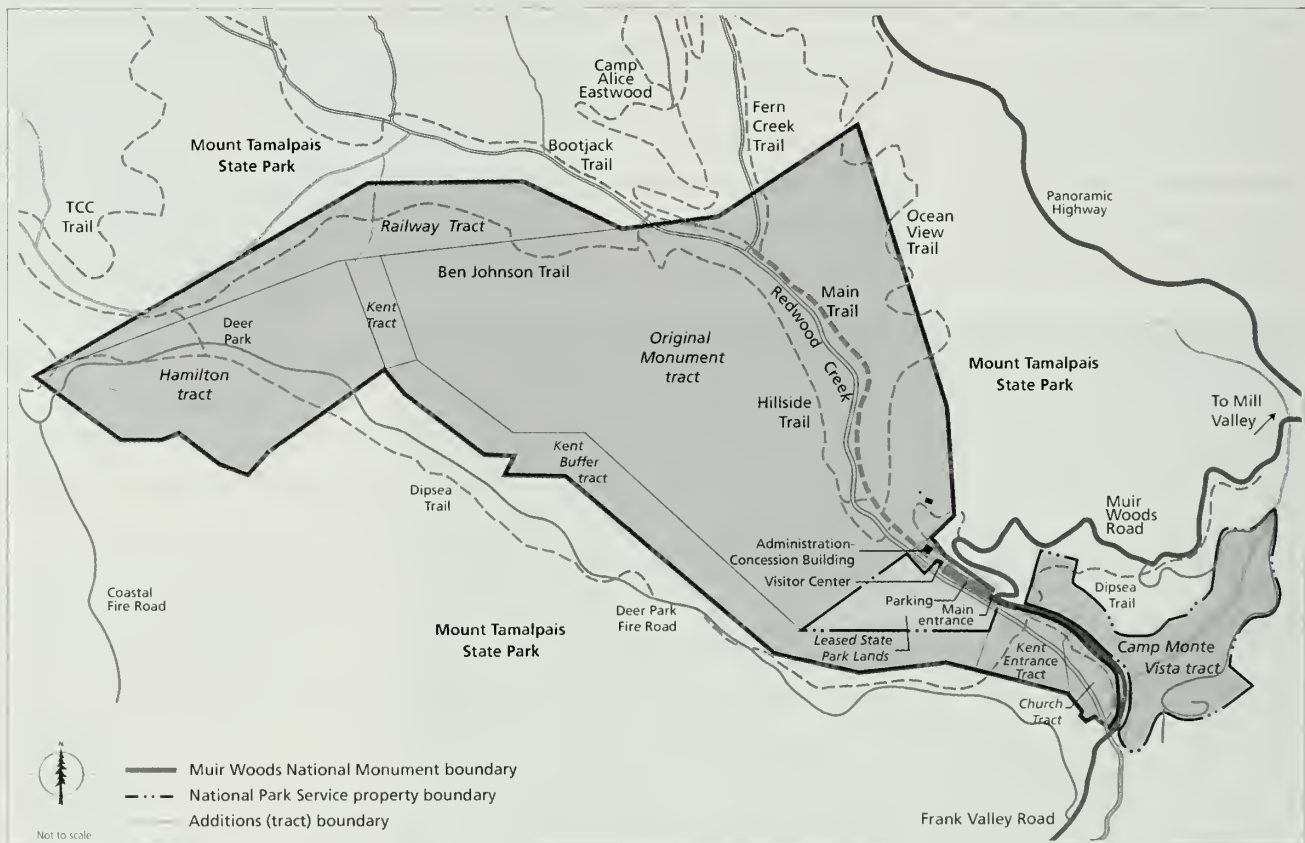 Camp
Alice
Eastwood
Fern
Creek
Trail
Mount Tamalpais
State Park
Bootjack
Trail
Panoramic
Highway
TCC
Trail
Railway Tract
Ocean
View
Trail
Ben Johnson Trail
Main
Trail
Kent
Tract
Redwood
Creek
Deer
Park
Original
Monument
tract
Hamilton
tract
Mount Tamalpais
State Park
Hillside
Trail
To Mill
Valley
Kent
Buffer
tract
Dipsea
Trail
Muir
Woods
Road
Administration-
Concession Building
Visitor Center
Dipsea
Trail
Coastal
Fire Road
Parking
Main
entrance
Deer Park
Fire Road
Mount Tamalpais
State Park
Leased State
Park Lands
Kent
Entrance
Tract
Camp Monte
Vista tract
Church
Tract
N
Muir Woods National Monument boundary
National Park Service property boundary
Additions (tract) boundary
Not to scale
Frank Valley Road